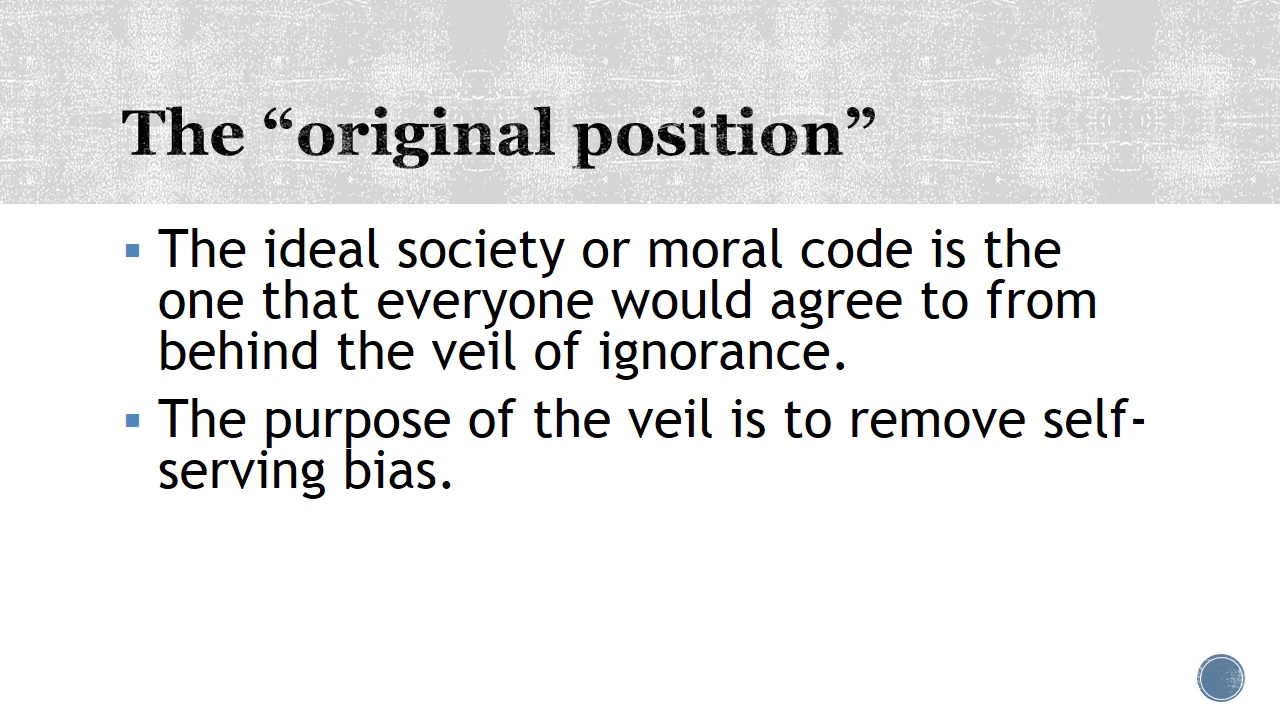 The “original position”
The ideal society or moral code is the
one that everyone would agree to from
behind the veil of ignorance.
The purpose of the veil is to remove self-
serving bias.